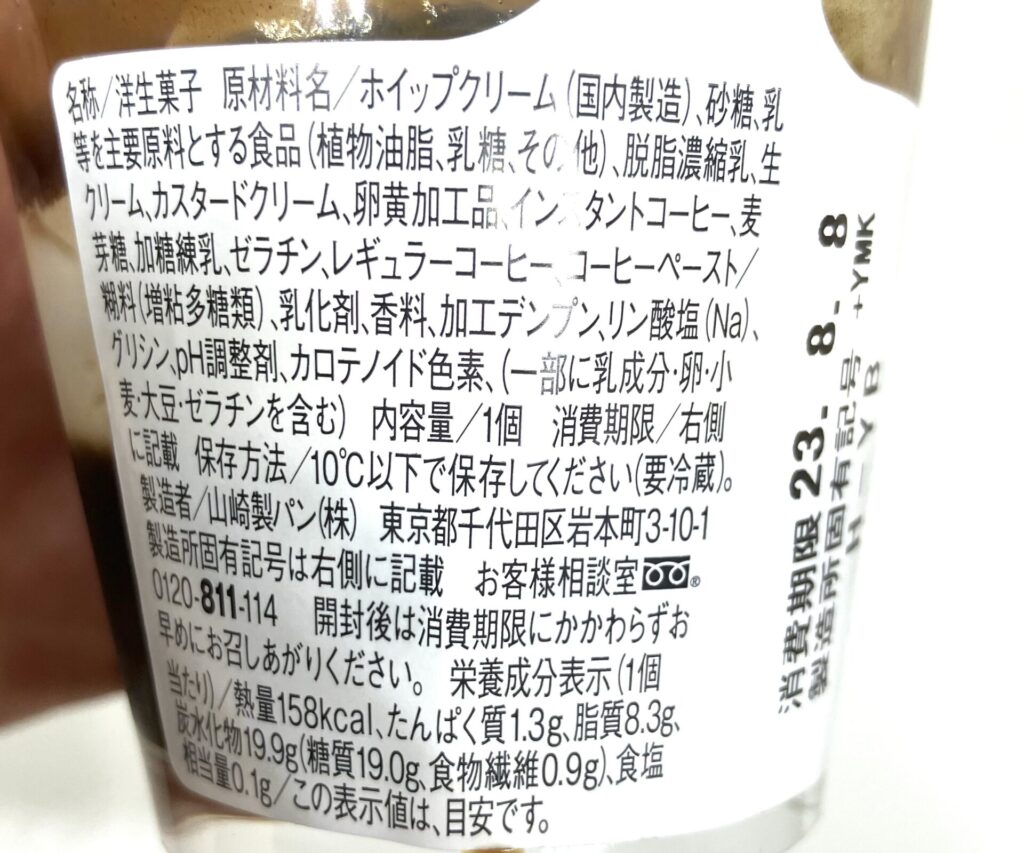 名称/洋生菓子 原材料名/ホイップクリーム(国内製造)、砂糖、乳
等を主要原料とする食品(植物油脂、乳糖、その他)、脱脂濃縮乳、生
クリーム、カスタードクリーム、卵黄加工品、インスタントコーヒー、麦
芽糖、加糖練乳、ゼラチン、レギュラーコーヒー、コーヒーペースト/
糊料(増粘多糖類)、乳化剤、香料、加工デンプン、リン酸塩(Na)、
グリシン、pH調整剤、カロテノイド色素、(一部に乳成分・卵・小
麦・大豆・ゼラチンを含む) 内容量/1個 消費期限/右側
に記載 保存方法/10℃以下で保存してください(要冷蔵)。
製造者/山崎製パン(株) 東京都千代田区岩本町3-10-1
製造所固有記号は右側に記載 お客様相談室 ®
0120-811-114 開封後は消費期限にかかわらずお
早めにお召しあがりください。 栄養成分表示(1個
当たり)/熱量158kcal、たんぱく質1.3g、脂質8.3g、
炭水化物19.9g(糖質19.0g、食物繊維0.9g)、食塩
相当量0.1g/この表示値は、目安です。
消費期限 23. 8. 8
製造所固有記号 +YMK
H YB